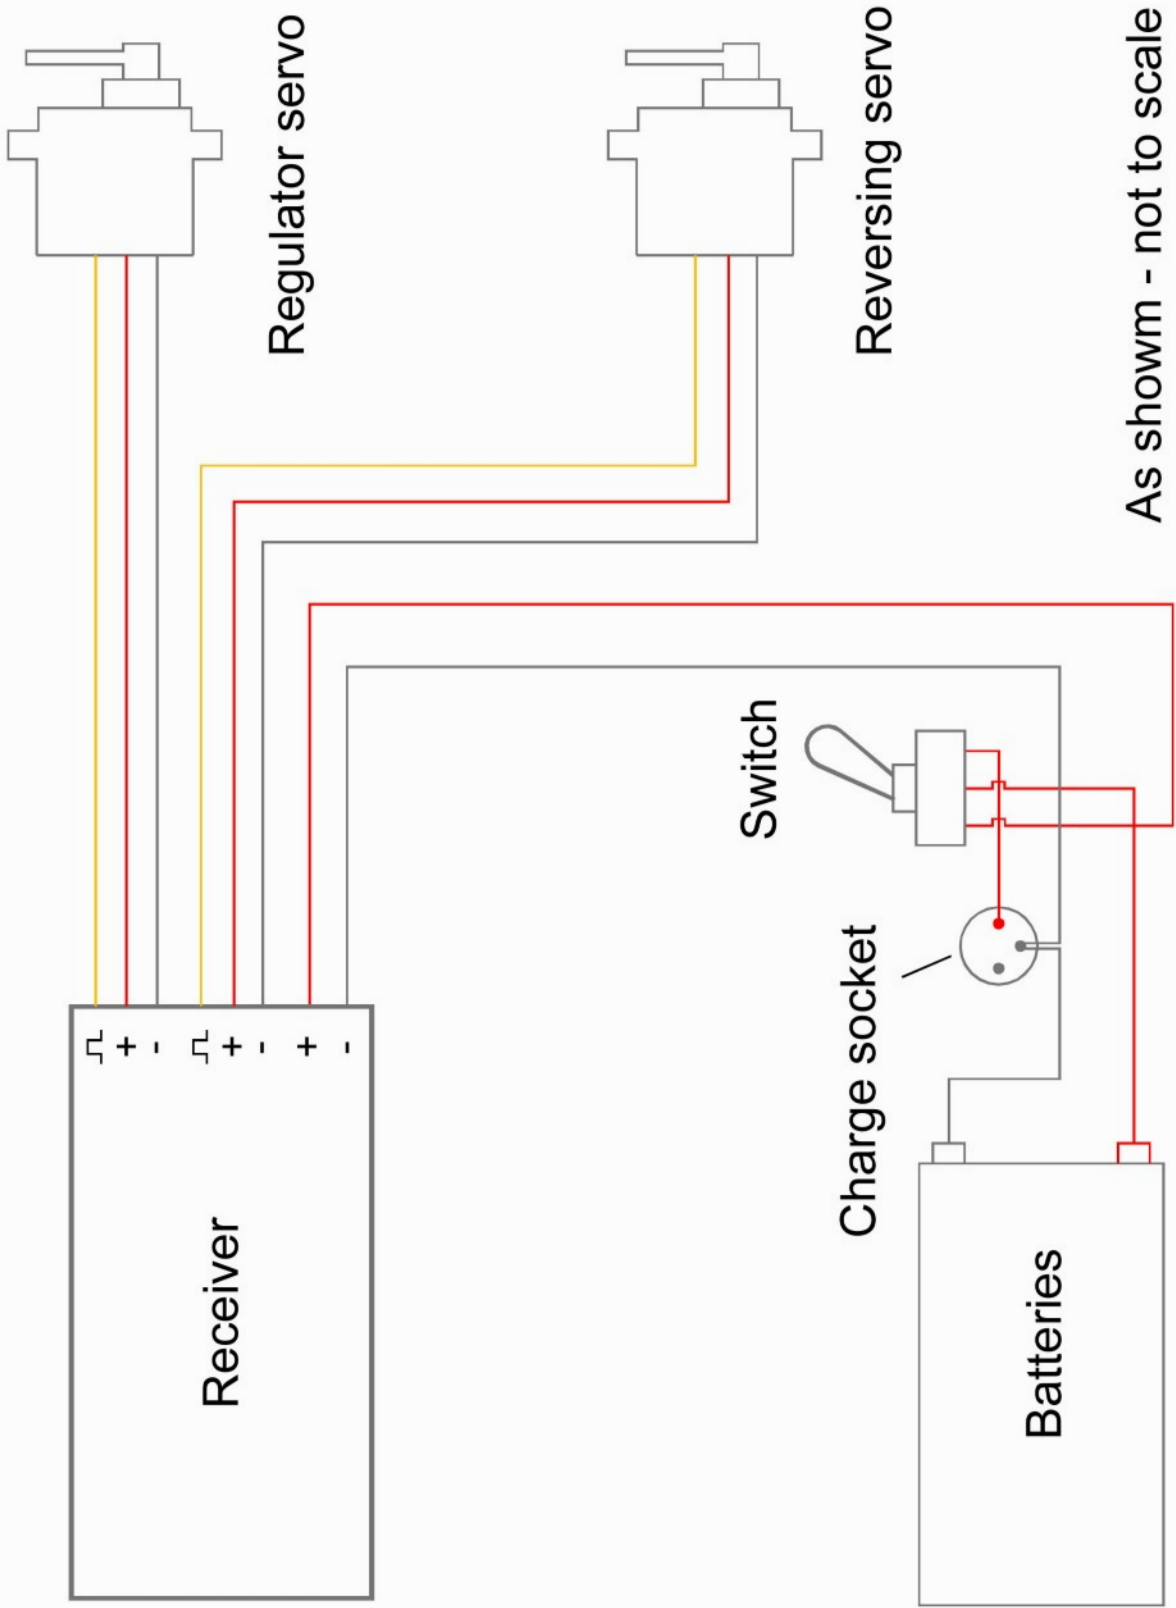 Regulator servo
Reversing servo
As showm - not to scale
Switch
Charge socket
+
-
+
-
+
-
Receiver
Batteries